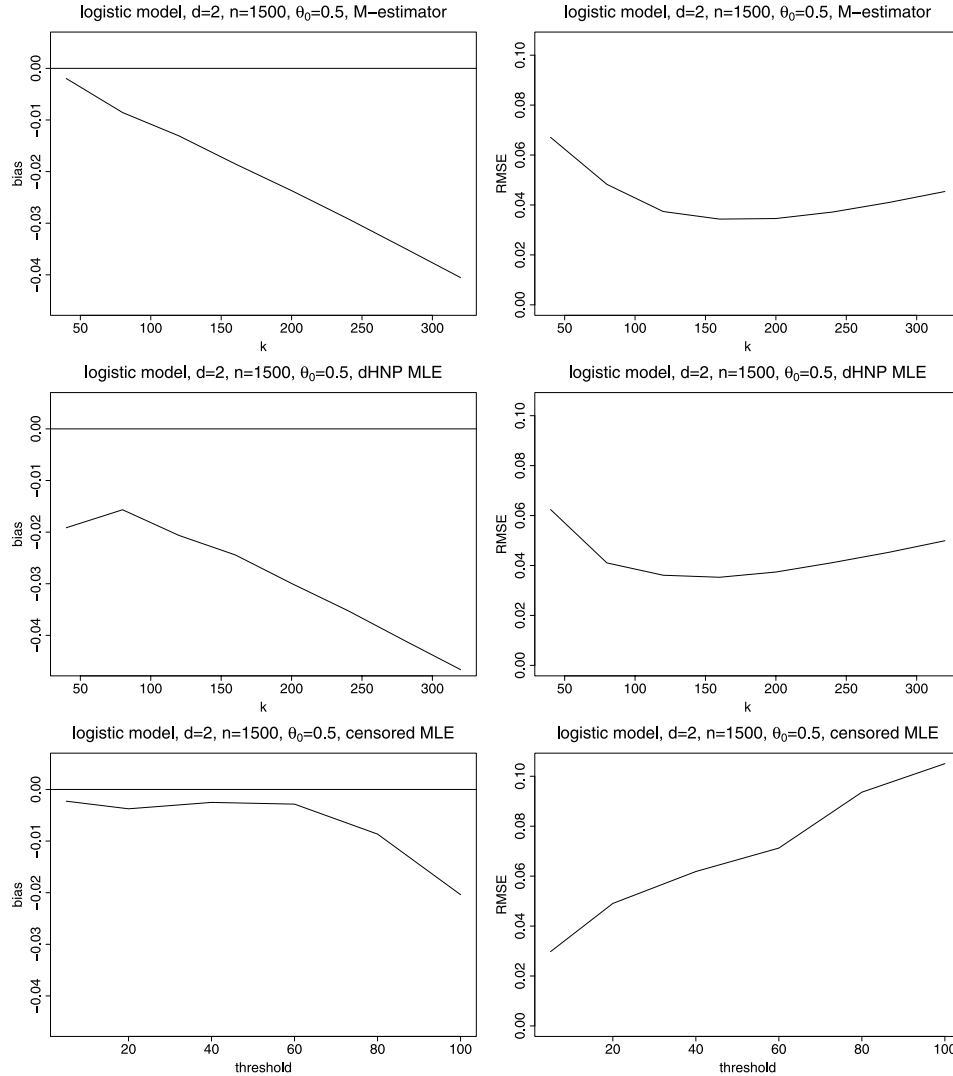 logistic model, d=2, n=1500, θ0=0.5, M-estimator
bias
0.00
−0.01
−0.02
−0.03
−0.04
50 100 150 200 250 300
k
logistic model, d=2, n=1500, θ0=0.5, M-estimator
RMSE
0.10
0.08
0.06
0.04
0.02
0.00
50 100 150 200 250 300
k
logistic model, d=2, n=1500, θ0=0.5, dHNP MLE
bias
0.00
−0.01
−0.02
−0.03
−0.04
50 100 150 200 250 300
k
logistic model, d=2, n=1500, θ0=0.5, dHNP MLE
RMSE
0.10
0.08
0.06
0.04
0.02
0.00
50 100 150 200 250 300
k
logistic model, d=2, n=1500, θ0=0.5, censored MLE
bias
0.00
−0.01
−0.02
−0.03
−0.04
20 40 60 80 100
threshold
logistic model, d=2, n=1500, θ0=0.5, censored MLE
RMSE
0.10
0.08
0.06
0.04
0.02
0.00
20 40 60 80 100
threshold